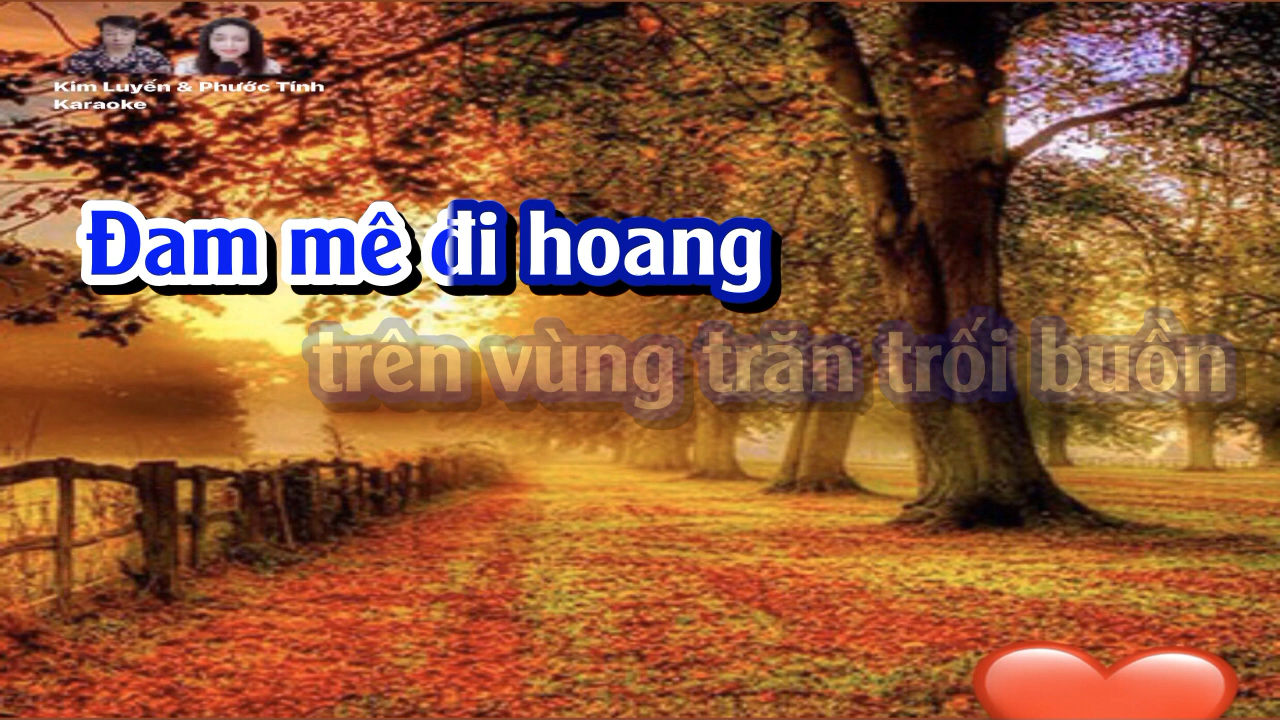 Kim Luyến & Phước Tính
Karaoke
Đam mê đi hoang
trên vùng trăn trối buồn